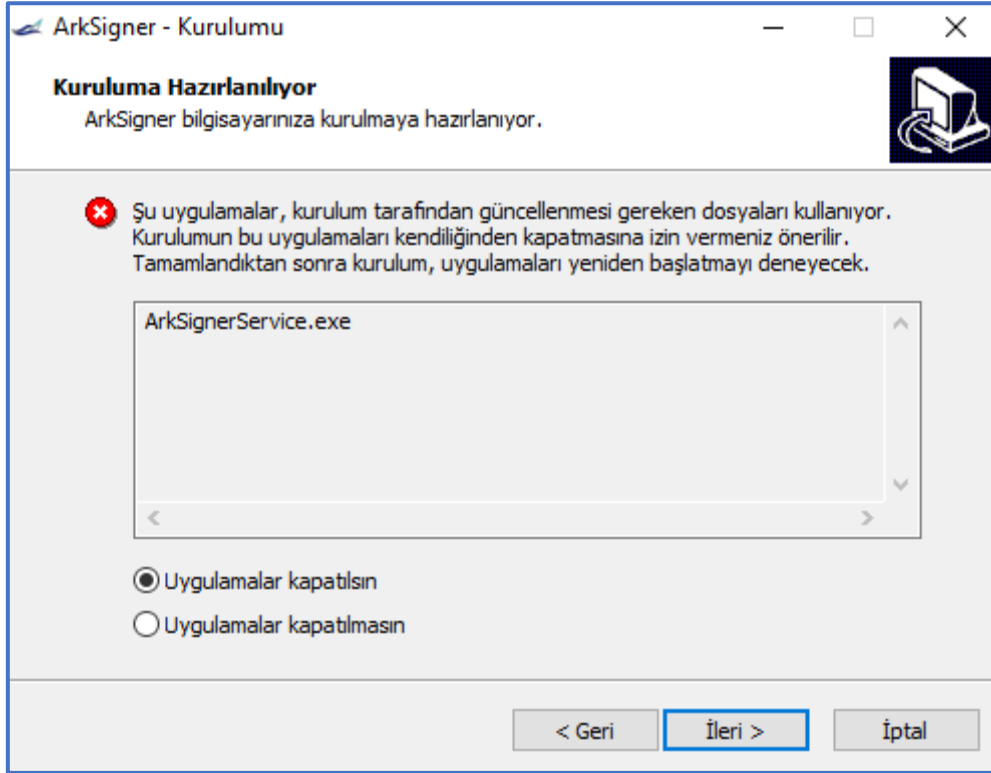 ArkSigner - Kurulumu
Kuruluma Hazırlanılıyor
ArkSigner bilgisayarınıza kurulmaya hazırlanıyor.
Şu uygulamalar, kurulum tarafından güncellenmesi gereken dosyaları kullanıyor.
Kurulumun bu uygulamaları kendiliğinden kapatmasına izin vermeniz önerilir.
Tamamlandıktan sonra kurulum, uygulamaları yeniden başlatmayı deneyecek.
ArkSignerService.exe
Uygulamalar kapatılsın
Uygulamalar kapatılmasın
< Geri
İleri >
İptal